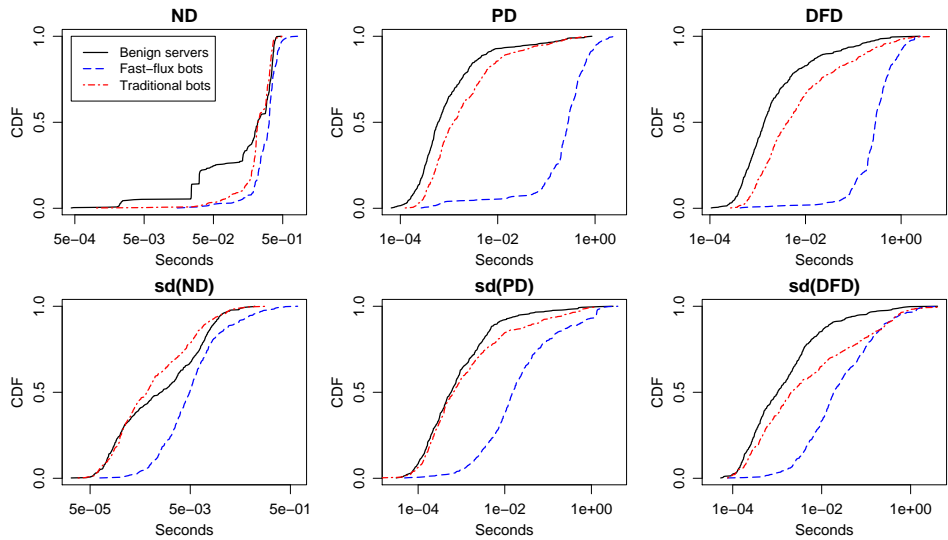 ND
PD
DFD
CDF
0.0 0.5 1.0
Benign servers
Fast-flux bots
Traditional bots
5e-04 5e-03 5e-02 5e-01
Seconds
CDF
0.0 0.5 1.0
1e-04 1e-02 1e+00
Seconds
CDF
0.0 0.5 1.0
1e-04 1e-02 1e+00
Seconds
sd(ND)
sd(PD)
sd(DFD)
CDF
0.0 0.5 1.0
5e-05 5e-03 5e-01
Seconds
CDF
0.0 0.5 1.0
1e-04 1e-02 1e+00
Seconds
CDF
0.0 0.5 1.0
1e-04 1e-02 1e+00
Seconds